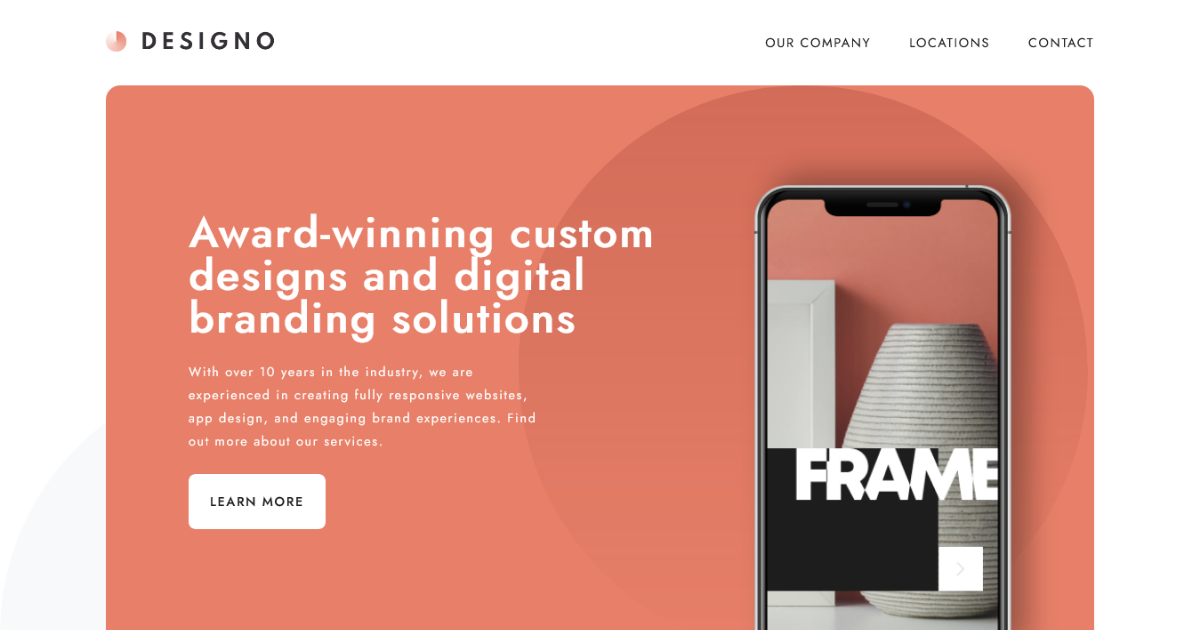 DESIGNO
OUR COMPANY LOCATIONS CONTACT
Award-winning custom
designs and digital
branding solutions
With over 10 years in the industry, we are
experienced in creating fully responsive websites,
app design, and engaging brand experiences. Find
out more about our services.
LEARN MORE
FRAME